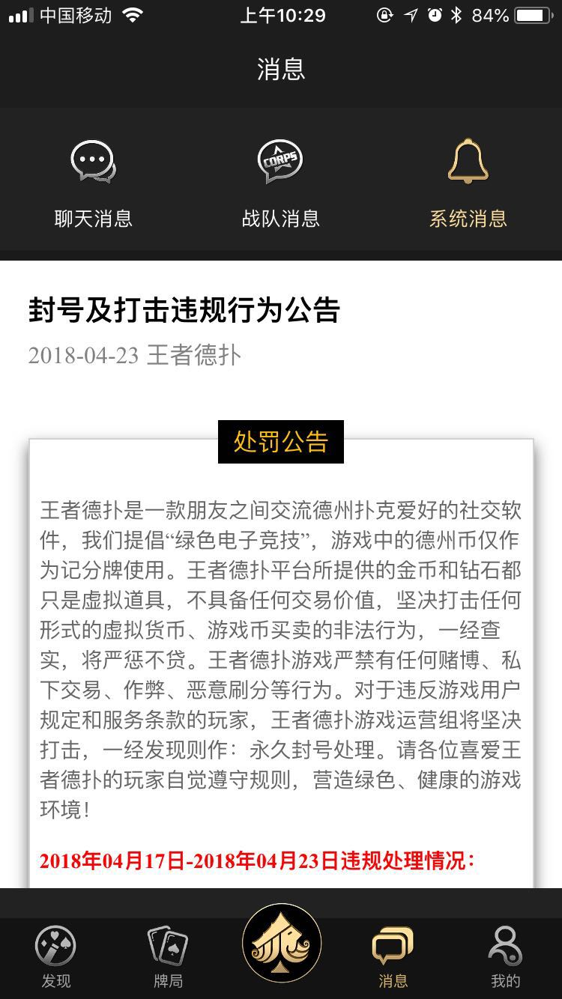 中国移动 上午10:29 84%
消息
CORPS
聊天消息 战队消息 系统消息
封号及打击违规行为公告
2018-04-23 王者德扑
处罚公告
王者德扑是一款朋友之间交流德州扑克爱好的社交软
件，我们提倡“绿色电子竞技”，游戏中的德州币仅作
为记分牌使用。王者德扑平台所提供的金币和钻石都
只是虚拟道具，不具备任何交易价值，坚决打击任何
形式的虚拟货币、游戏币买卖的非法行为，一经查
实，将严惩不贷。王者德扑游戏严禁有任何赌博、私
下交易、作弊、恶意刷分等行为。对于违反游戏用户
规定和服务条款的玩家，王者德扑游戏运营组将坚决
打击，一经发现则作：永久封号处理。请各位喜爱王
者德扑的玩家自觉遵守规则，营造绿色、健康的游戏
环境！
2018年04月17日-2018年04月23日违规处理情况：
发现 牌局 消息 我的